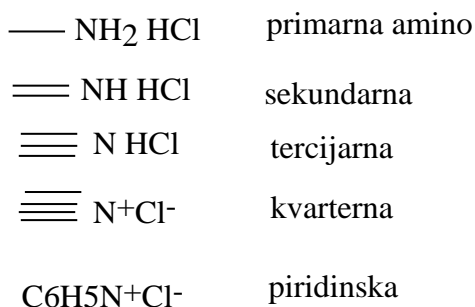 NH2 HCl primarna amino
NH HCl sekundarna
N HCl tercijarna
N+Cl- kvarterna
C6H5N+Cl- piridinska